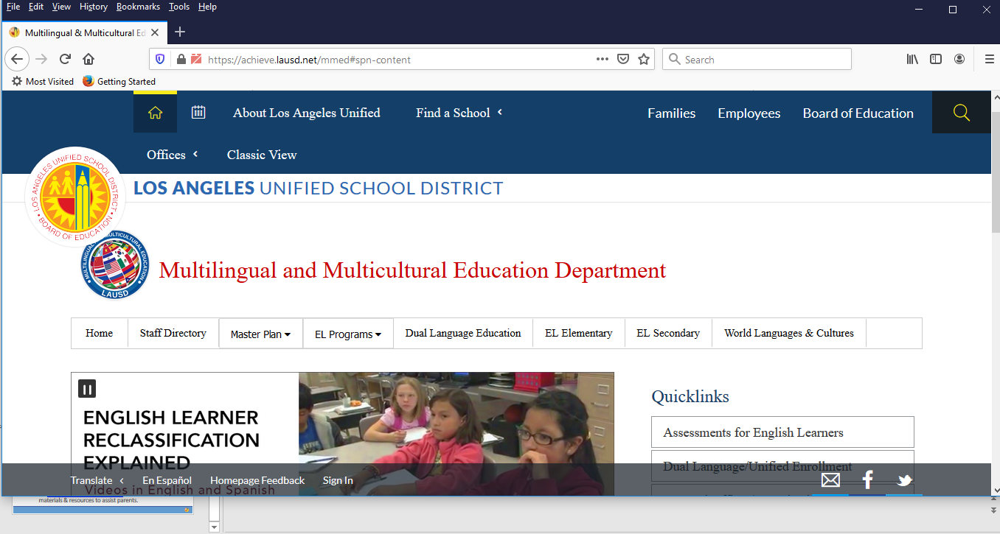 File Edit View History Bookmarks Tools Help
Multilingual & Multicultural Ed
https://achieve.lausd.net/mmed#spn-content
Search
Most Visited Getting Started
About Los Angeles Unified Find a School Families Employees Board of Education
Offices Classic View
LOS ANGELES UNIFIED SCHOOL DISTRICT
LOS ANGELES UNIFIED SCHOOL DISTRICT • BOARD OF EDUCATION •
MULTILINGUAL MULTICULTURAL EDUCATION • LAUSD •
Multilingual and Multicultural Education Department
Home Staff Directory Master Plan EL Programs Dual Language Education EL Elementary EL Secondary World Languages & Cultures
ENGLISH LEARNER
RECLASSIFICATION
EXPLAINED
Videos in English and Spanish
Quicklinks
Assessments for English Learners
Dual Language/Unified Enrollment
Translate En Español Homepage Feedback Sign In
materials & resources to assist parents.